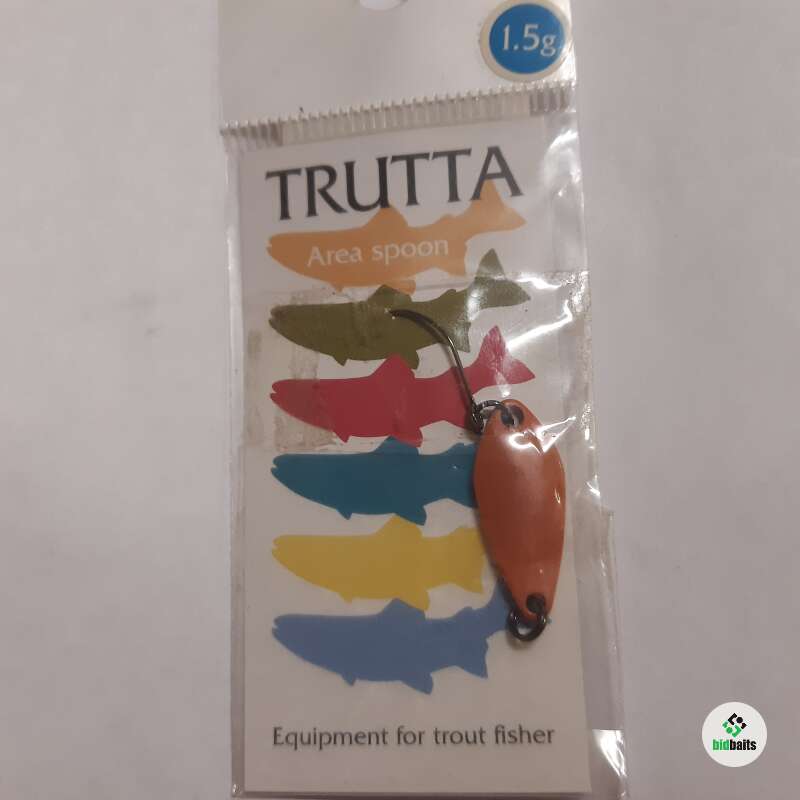 1.5g
TRUTTA
Area spoon
Equipment for trout fisher
bidbaits